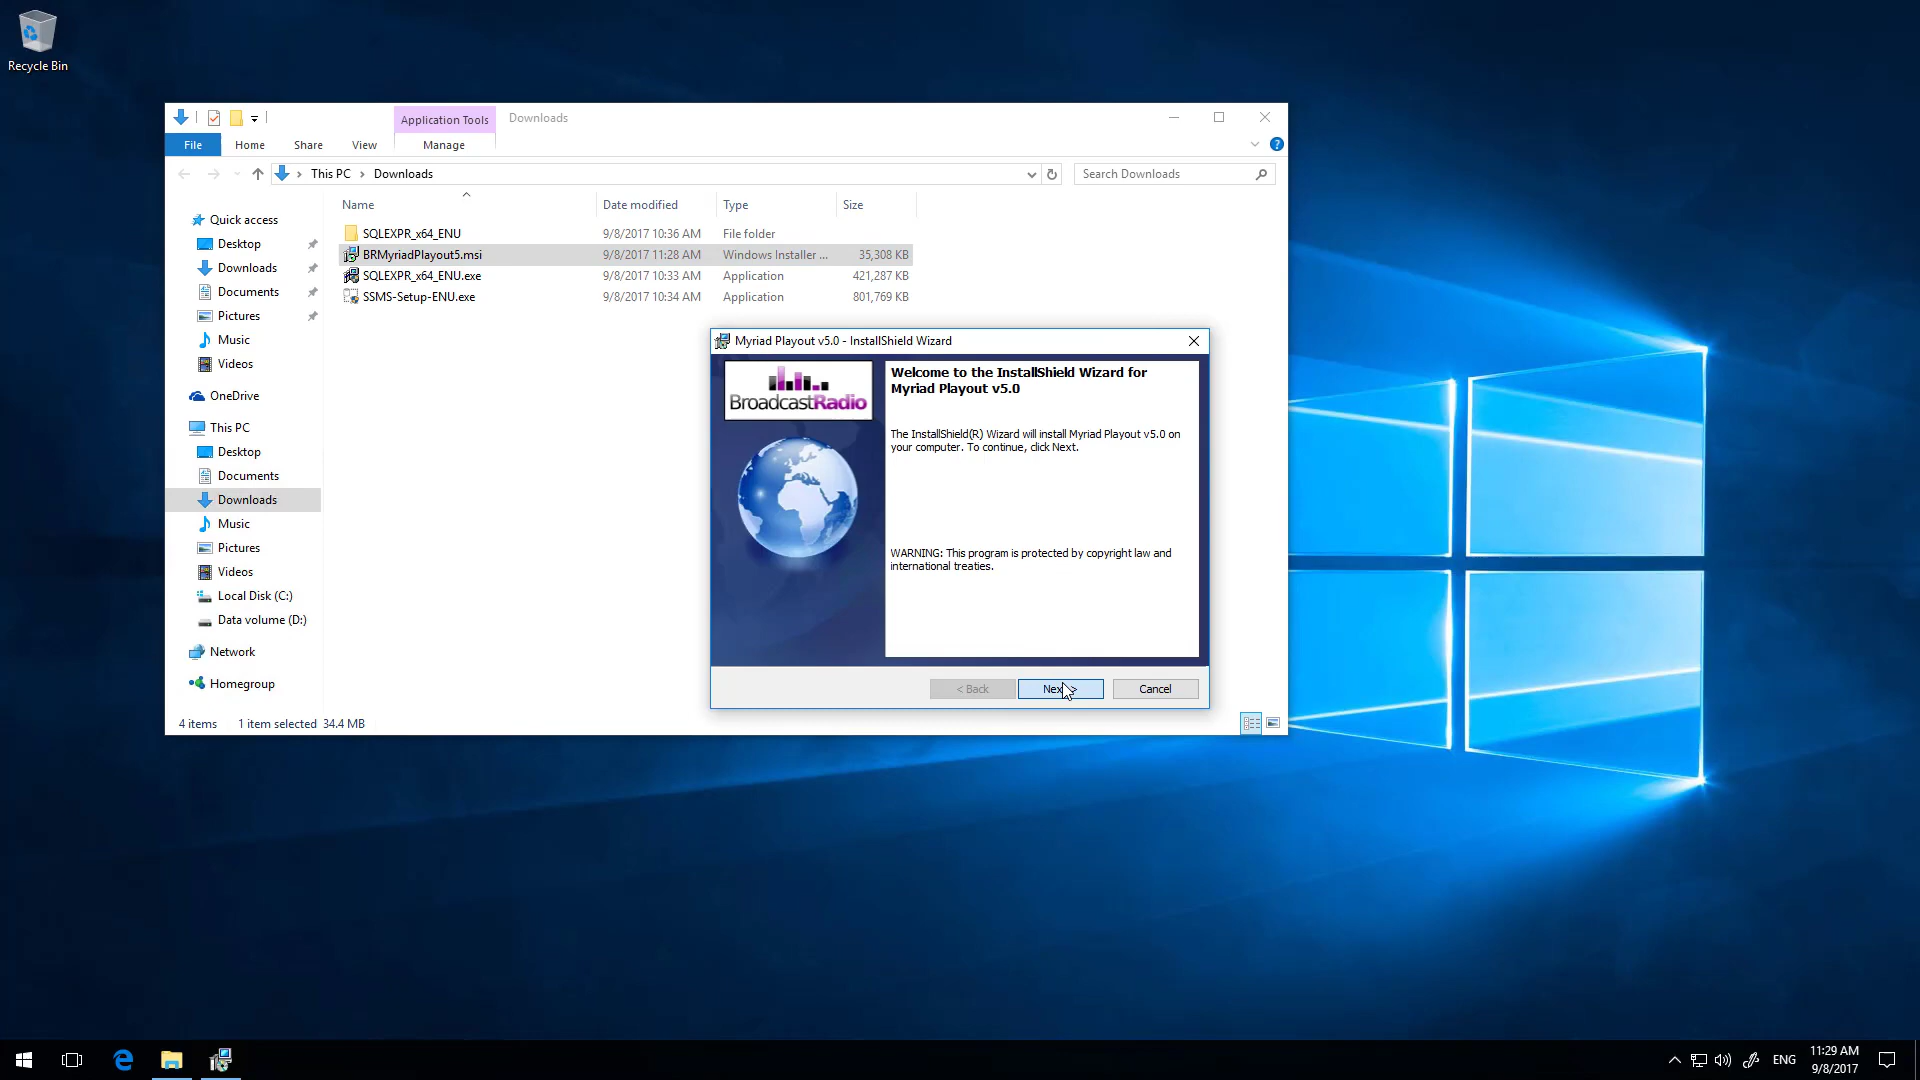 Recycle Bin
Application Tools
Downloads
File
Home
Share
View
Manage
This PC
Downloads
Search Downloads
Name
Date modified
Type
Size
SQLEXPR_x64_ENU
9/8/2017 10:36 AM
File folder
BRMyriadPlayout5.msi
9/8/2017 11:28 AM
Windows Installer ...
35,308 KB
SQLEXPR_x64_ENU.exe
9/8/2017 10:33 AM
Application
421,287 KB
SSMS-Setup-ENU.exe
9/8/2017 10:34 AM
Application
801,769 KB
Quick access
Desktop
Downloads
Documents
Pictures
Music
Videos
OneDrive
This PC
Desktop
Documents
Downloads
Music
Pictures
Videos
Local Disk (C:)
Data volume (D:)
Network
Homegroup
4 items
1 item selected
34.4 MB
Myriad Playout v5.0 - InstallShield Wizard
BroadcastRadio
Welcome to the InstallShield Wizard for
Myriad Playout v5.0
The InstallShield(R) Wizard will install Myriad Playout v5.0 on
your computer. To continue, click Next.
WARNING: This program is protected by copyright law and
international treaties.
< Back
Next >
Cancel
ENG
11:29 AM
9/8/2017